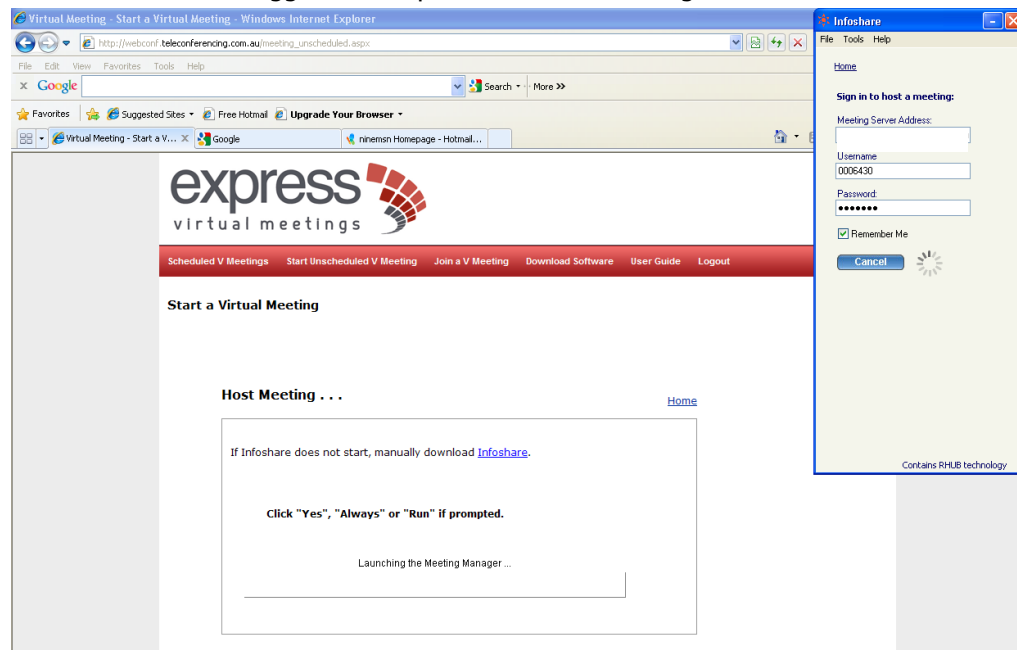 Virtual Meeting - Start a Virtual Meeting - Windows Internet Explorer
http://webconf.teleconferencing.com.au/meeting_unscheduled.aspx
File Edit View Favorites Tools Help
x Google Search More >>
Favorites Suggested Sites Free Hotmail Upgrade Your Browser
Virtual Meeting - Start a V... X Google ninemsn Homepage - Hotmail...
express
virtual meetings
Scheduled V Meetings Start Unscheduled V Meeting Join a V Meeting Download Software User Guide Logout
Start a Virtual Meeting
Host Meeting . . .
Home
If Infoshare does not start, manually download Infoshare.
Click "Yes", "Always" or "Run" if prompted.
Launching the Meeting Manager ...
Infoshare
File Tools Help
Home
Sign in to host a meeting:
Meeting Server Address:
Username
0006430
Password:
•••••••
Remember Me
Cancel
Contains RHUB technology